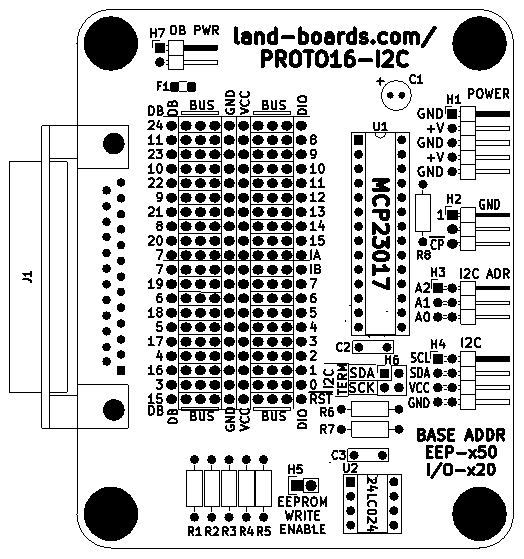 H7 OB PWR
land-boards.com/
PROTO16-I2C
F1
+ C1
POWER
H1
GND
+V
GND
+V
GND
DB DB BUS GND VCC BUS DIO
24
11 8
23 9
10 10
22 11
9 12
21 13
8 14
20 15
7 IA
7 IB
19 7
6 6
18 5
5 4
17 3
4 2
16 1
3 0
15 RST
DB DB BUS GND VCC BUS DIO
J1
U1
MCP23017
R8
H2 GND
1
CP
H3 I2C ADR
A2
A1
A0
C2
H6
I2C TERM
SDA
SCK
H4 I2C
SCL
SDA
VCC
GND
R6
R7
BASE ADDR
EEP-x50
I/O-x20
C3
U2
24LC024
H5
EEPROM
WRITE
ENABLE
R1 R2 R3 R4 R5